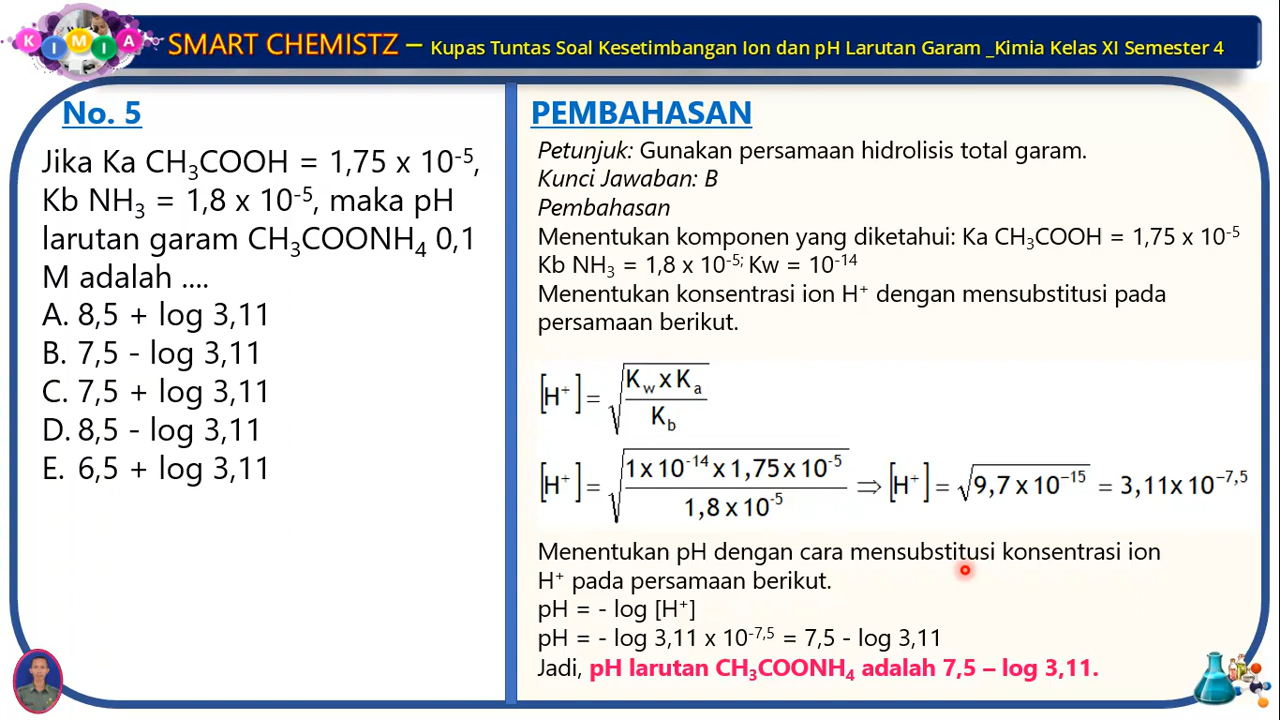 KIMIA
SMART CHEMISTZ – Kupas Tuntas Soal Kesetimbangan Ion dan pH Larutan Garam _Kimia Kelas XI Semester 4
No. 5
Jika Ka CH₃COOH = 1,75 x 10⁻⁵,
Kb NH₃ = 1,8 x 10⁻⁵, maka pH
larutan garam CH₃COONH₄ 0,1
M adalah ....
A. 8,5 + log 3,11
B. 7,5 - log 3,11
C. 7,5 + log 3,11
D. 8,5 - log 3,11
E. 6,5 + log 3,11
PEMBAHASAN
Petunjuk: Gunakan persamaan hidrolisis total garam.
Kunci Jawaban: B
Pembahasan
Menentukan komponen yang diketahui: Ka CH₃COOH = 1,75 x 10⁻⁵
Kb NH₃ = 1,8 x 10⁻⁵; Kw = 10⁻¹⁴
Menentukan konsentrasi ion H⁺ dengan mensubstitusi pada
persamaan berikut.
[H⁺] = √((K_w x K_a) / K_b)
[H⁺] = √((1 x 10⁻¹⁴ x 1,75 x 10⁻⁵) / (1,8 x 10⁻⁵)) ⇒ [H⁺] = √(9,7 x 10⁻¹⁵) = 3,11 x 10⁻⁷,⁵
Menentukan pH dengan cara mensubstitusi konsentrasi ion
H⁺ pada persamaan berikut.
pH = - log [H⁺]
pH = - log 3,11 x 10⁻⁷,⁵ = 7,5 - log 3,11
Jadi, pH larutan CH₃COONH₄ adalah 7,5 – log 3,11.